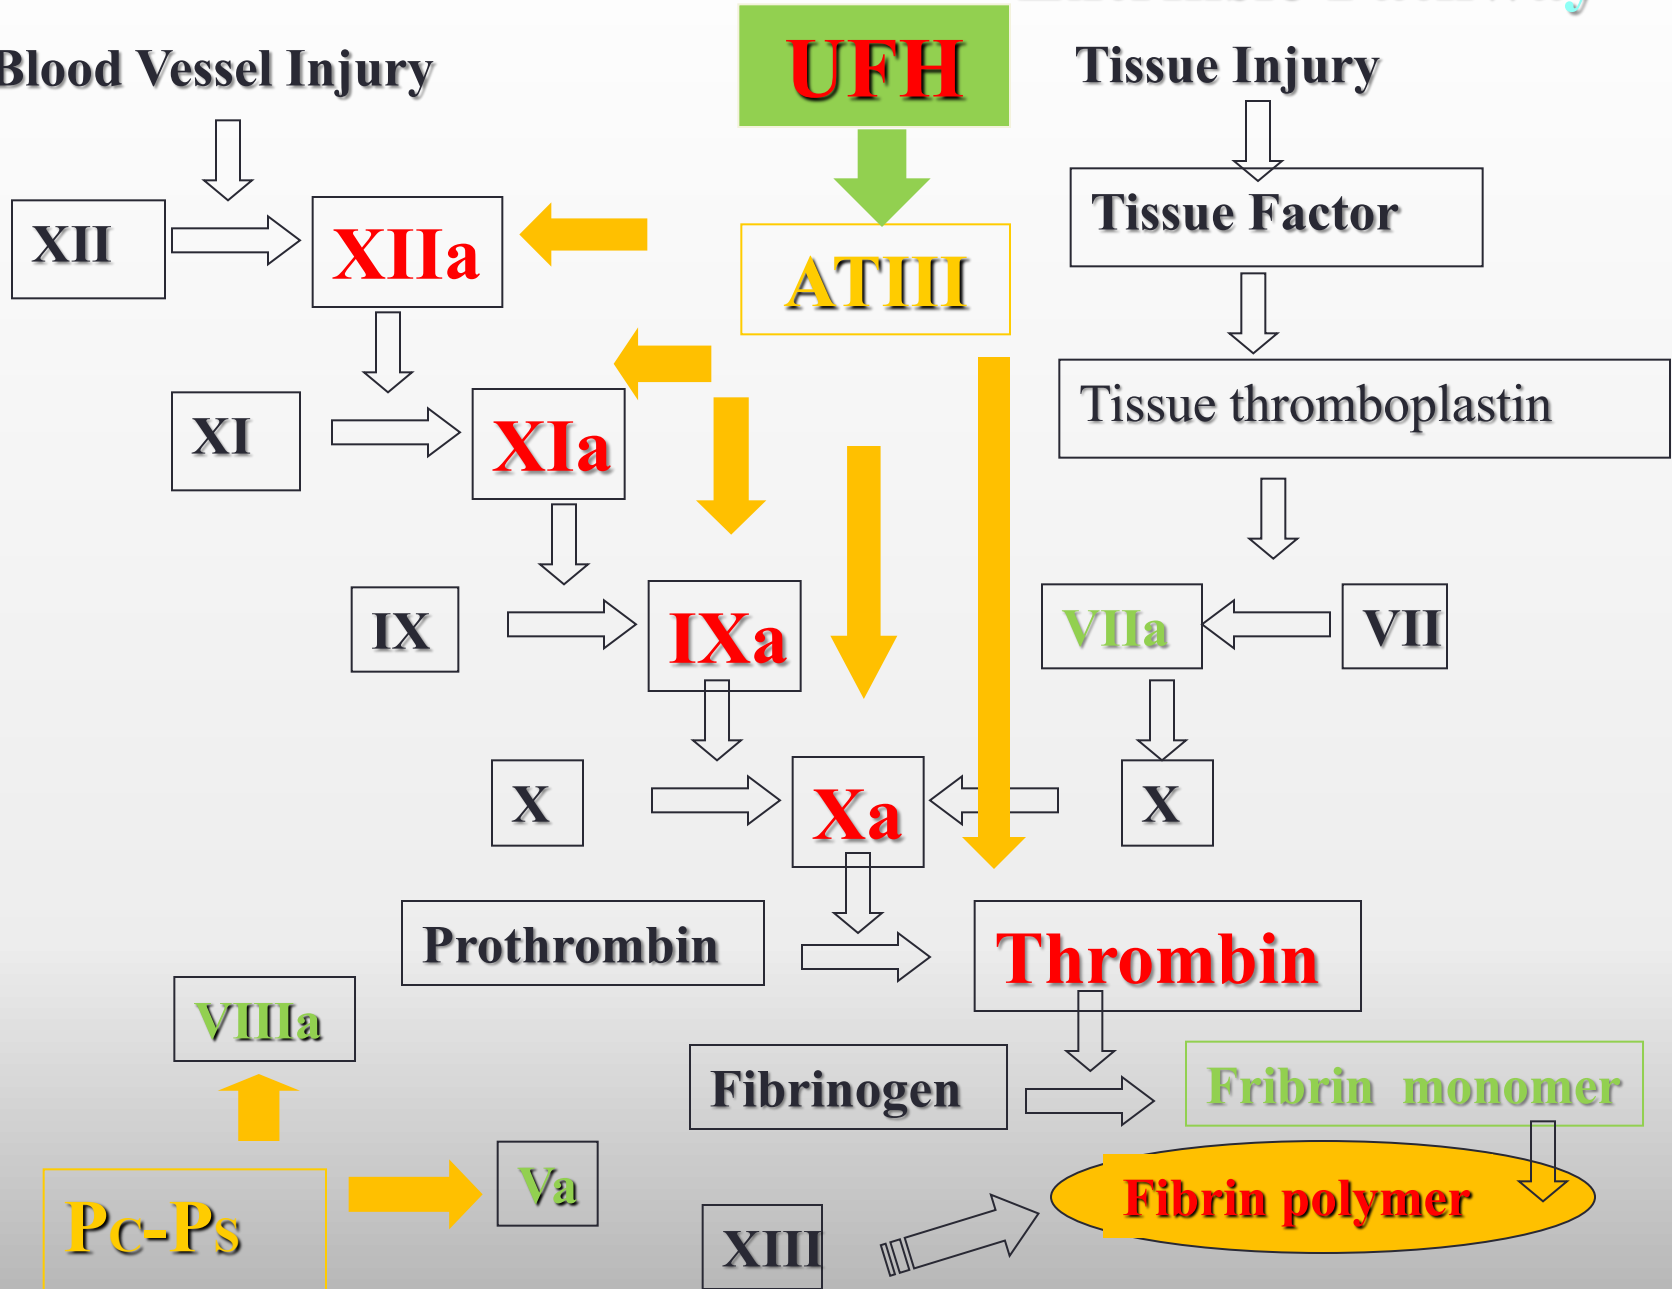 Blood Vessel Injury
UFH
Tissue Injury
XII
XIIa
ATIII
Tissue Factor
XI
XIa
Tissue thromboplastin
IX
IXa
VIIa
VII
X
Xa
X
Prothrombin
Thrombin
VIIIa
Fibrinogen
Fribrin monomer
Va
Fibrin polymer
PC-PS
XIII